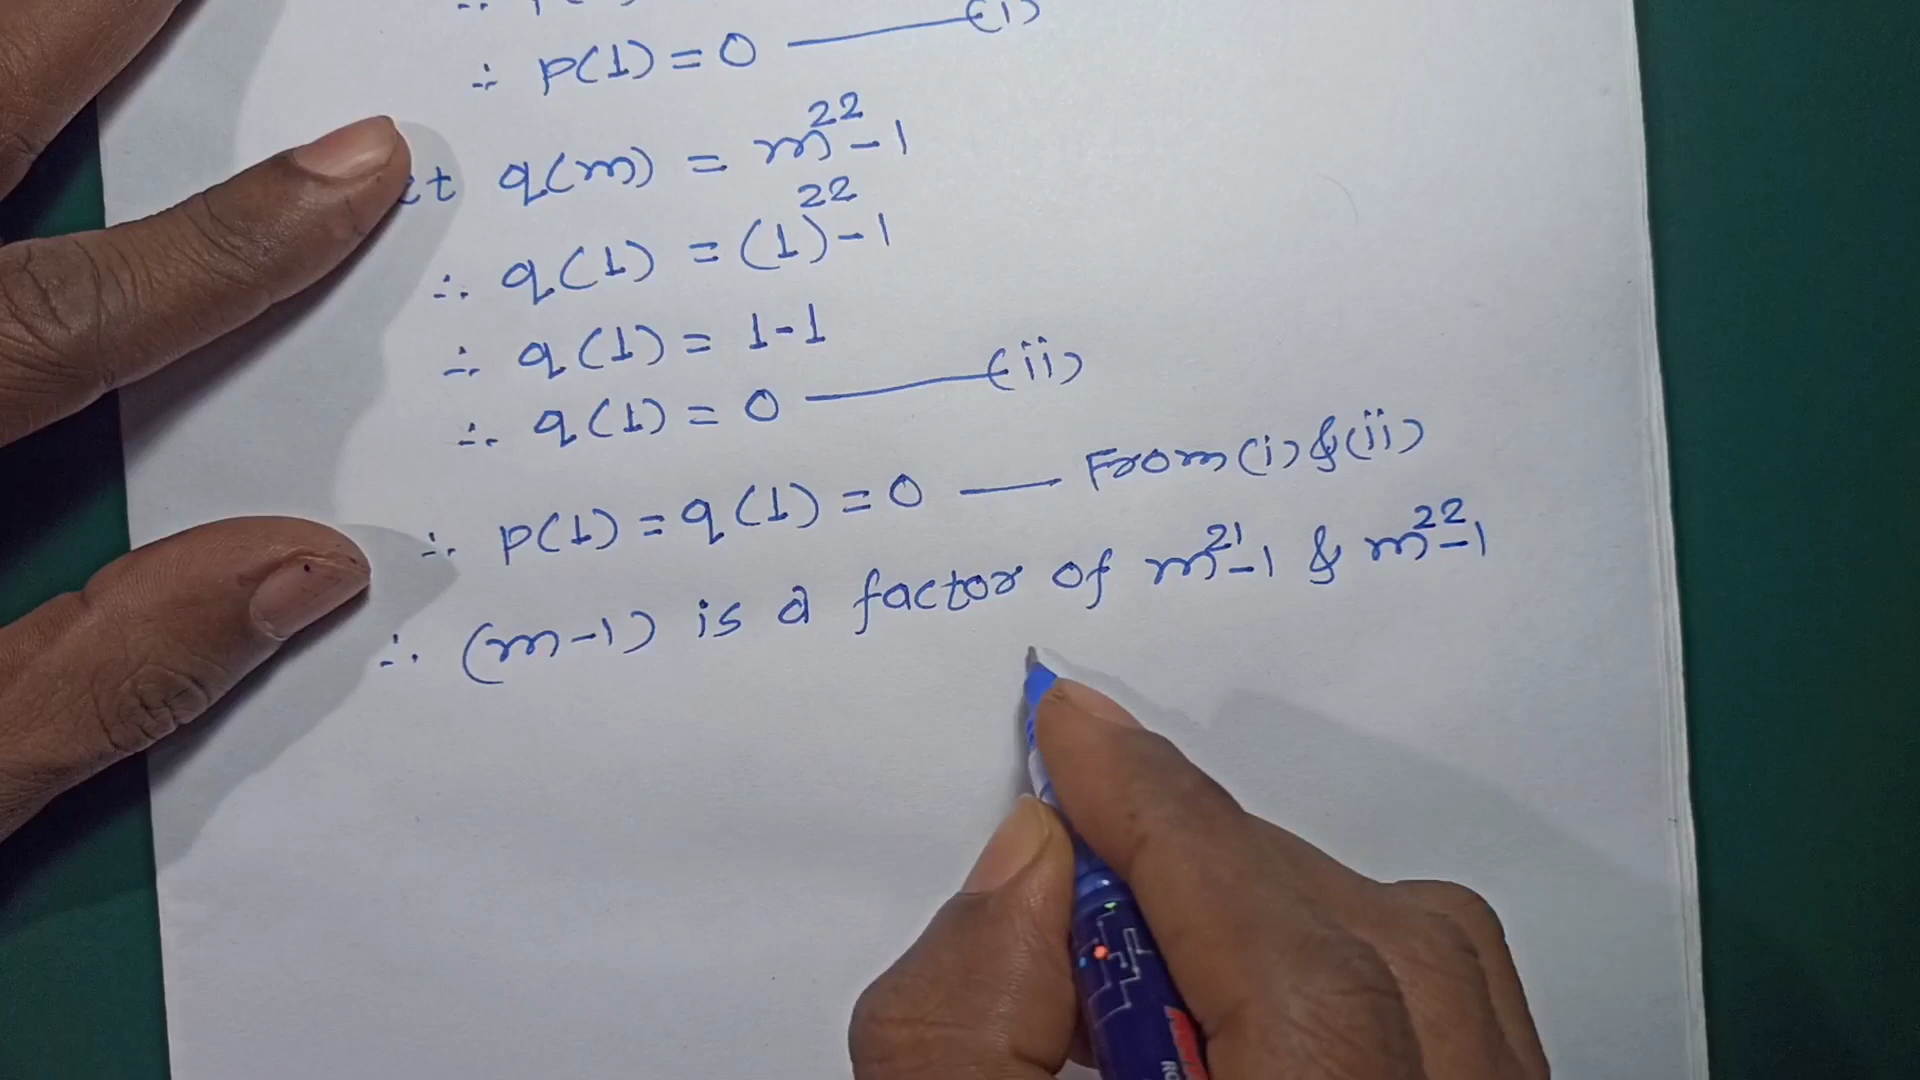 ∴ p(1) = 0 ——— (i)
q(m) = m²²-1
∴ q(1) = (1)²²-1
∴ q(1) = 1-1
∴ q(1) = 0 ——— (ii)
∴ p(1) = q(1) = 0 — From (i) & (ii)
∴ (m-1) is a factor of m²¹-1 & m²²-1